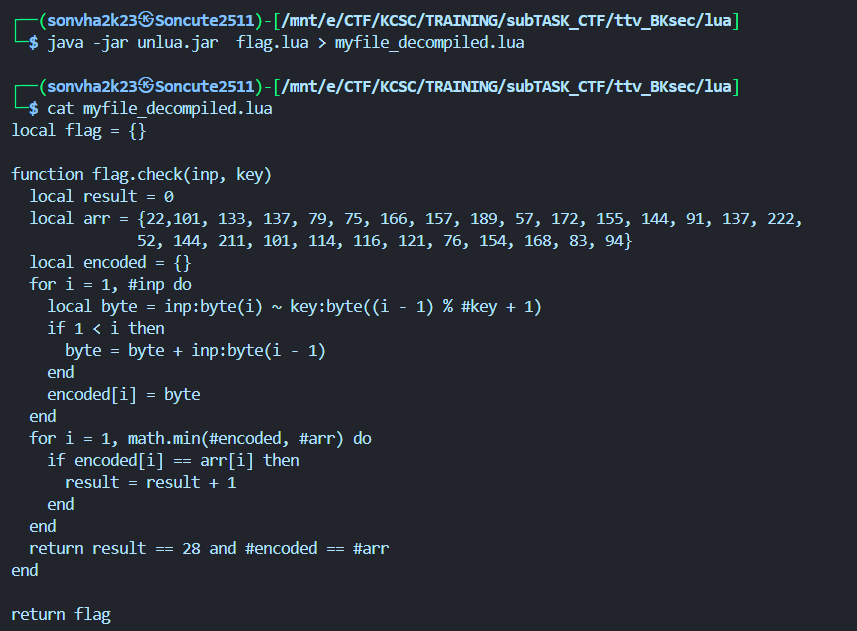 ┌──(sonvha2k23㉿Soncute2511)-[/mnt/e/CTF/KCSC/TRAINING/subTASK_CTF/ttv_BKsec/lua]
└─$ java -jar unlua.jar  flag.lua > myfile_decompiled.lua
┌──(sonvha2k23㉿Soncute2511)-[/mnt/e/CTF/KCSC/TRAINING/subTASK_CTF/ttv_BKsec/lua]
└─$ cat myfile_decompiled.lua
local flag = {}
function flag.check(inp, key)
  local result = 0
  local arr = {22,101, 133, 137, 79, 75, 166, 157, 189, 57, 172, 155, 144, 91, 137, 222,
              52, 144, 211, 101, 114, 116, 121, 76, 154, 168, 83, 94}
  local encoded = {}
  for i = 1, #inp do
    local byte = inp:byte(i) ~ key:byte((i - 1) % #key + 1)
    if 1 < i then
      byte = byte + inp:byte(i - 1)
    end
    encoded[i] = byte
  end
  for i = 1, math.min(#encoded, #arr) do
    if encoded[i] == arr[i] then
      result = result + 1
    end
  end
  return result == 28 and #encoded == #arr
end
return flag